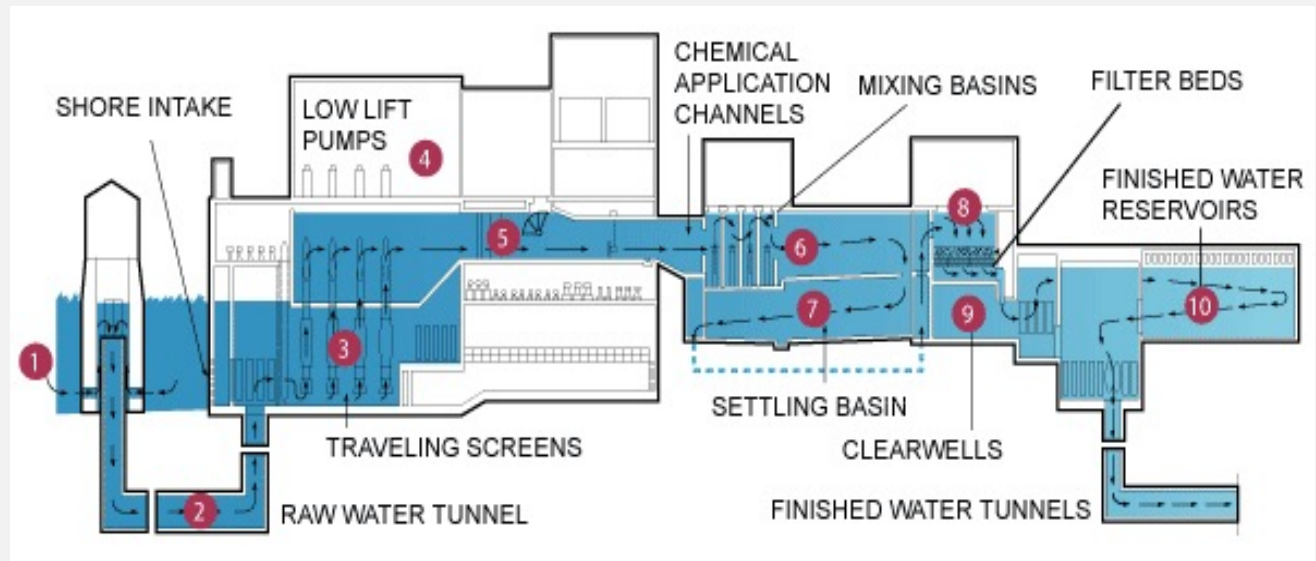 SHORE INTAKE
LOW LIFT
PUMPS
4
CHEMICAL
APPLICATION
CHANNELS
MIXING BASINS
FILTER BEDS
FINISHED WATER
RESERVOIRS
8
5
6
10
7
9
3
1
SETTLING BASIN
TRAVELING SCREENS
CLEARWELLS
2
RAW WATER TUNNEL
FINISHED WATER TUNNELS